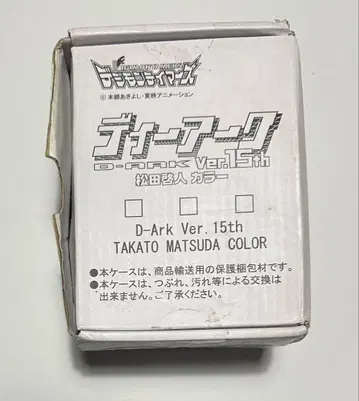 DIGIMON TAMERS
デジモンテイマーズ
©本郷あきよし・東映アニメーション
ディーアーク
D-ARK Ver.15th
松田啓人 カラー
D-Ark Ver.15th
TAKATO MATSUDA COLOR
●本ケースは、商品輸送用の保護梱包材です。
●本ケースは、つぶれ、汚れ等による交換は
出来ません。ご了承ください。